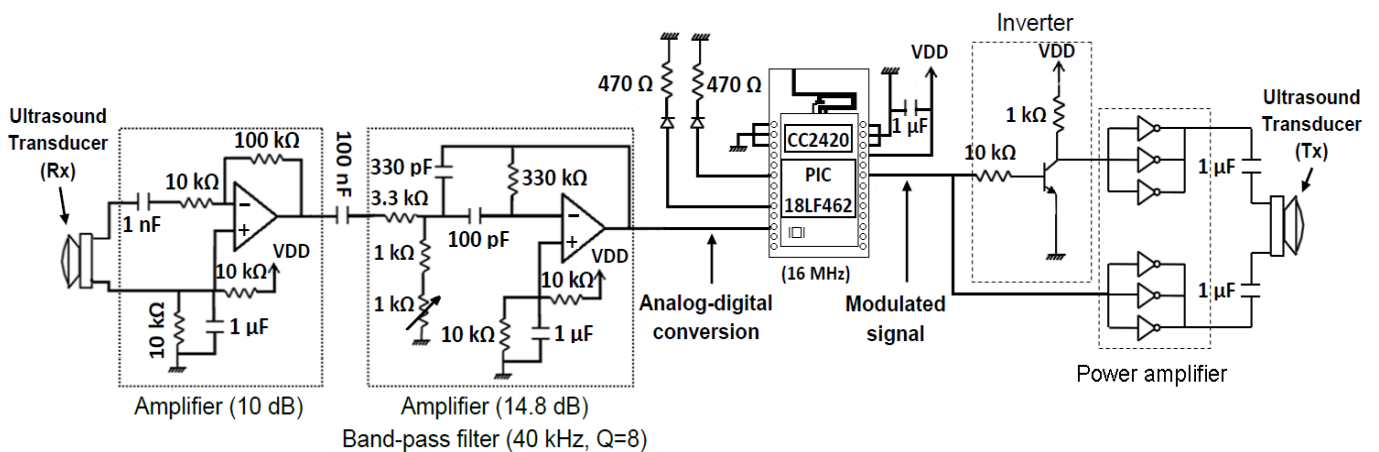 Ultrasound
Transducer
(Rx)
1 nF
10 kΩ
100 kΩ
10 kΩ
VDD
10 kΩ
1 µF
Amplifier (10 dB)
100 nF
330 pF
3.3 kΩ
330 kΩ
100 pF
1 kΩ
1 kΩ
VDD
10 kΩ
10 kΩ
1 µF
Amplifier (14.8 dB)
Band-pass filter (40 kHz, Q=8)
470 Ω
470 Ω
Analog-digital
conversion
CC2420
PIC
18LF462
(16 MHz)
VDD
1 µF
Modulated
signal
Inverter
VDD
1 kΩ
10 kΩ
Power amplifier
1 µF
1 µF
Ultrasound
Transducer
(Tx)